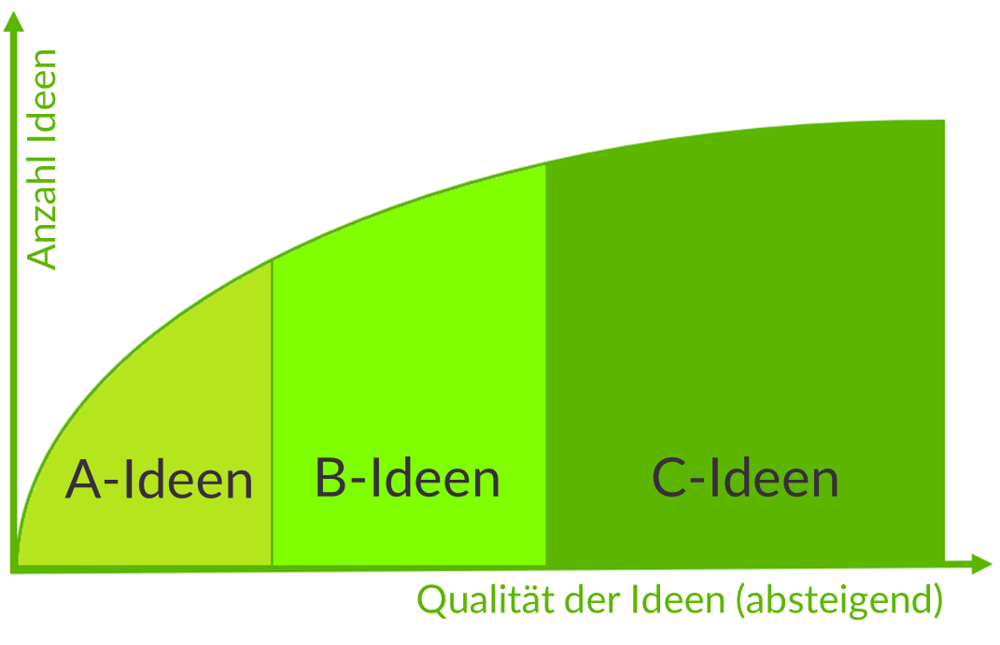 Anzahl Ideen
A-Ideen
B-Ideen
C-Ideen
Qualität der Ideen (absteigend)